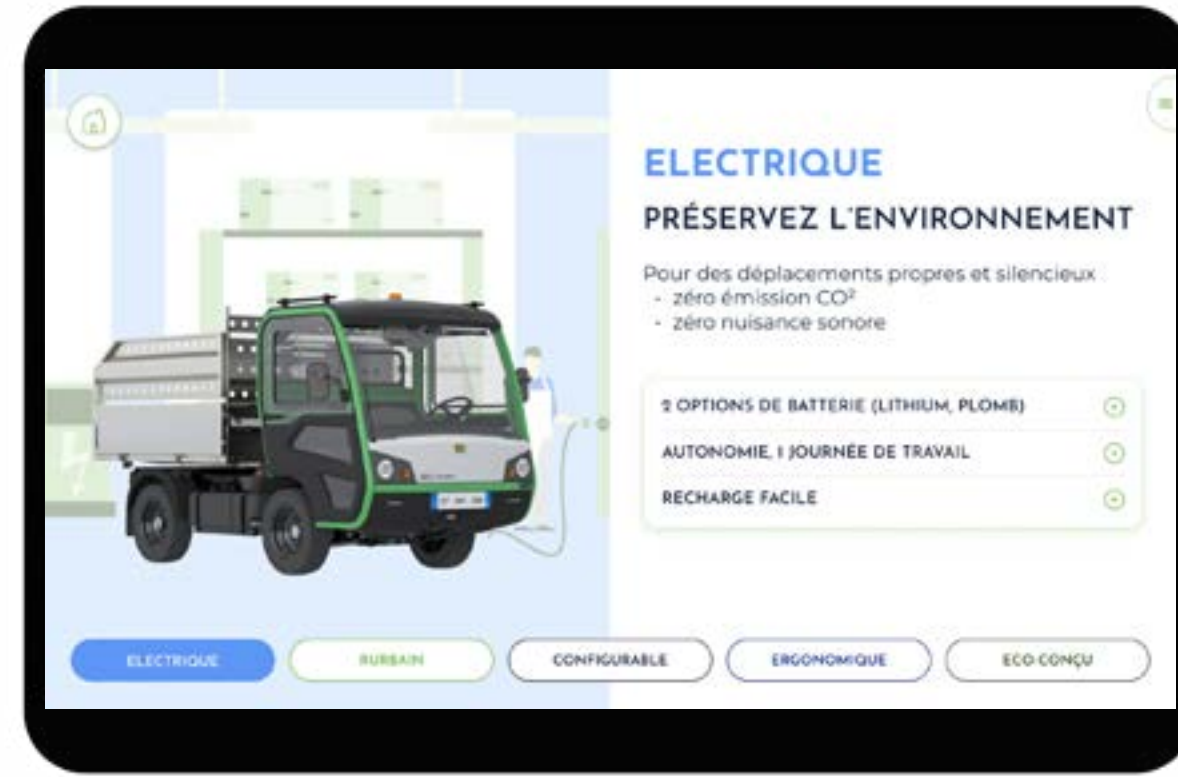 ELECTRIQUE
PRÉSERVEZ L'ENVIRONNEMENT
Pour des déplacements propres et silencieux
- zéro émission CO²
- zéro nuisance sonore
2 OPTIONS DE BATTERIE (LITHIUM, PLOMB)
AUTONOMIE, 1 JOURNÉE DE TRAVAIL
RECHARGE FACILE
ELECTRIQUE
RURBAIN
CONFIGURABLE
ERGONOMIQUE
ECO CONÇU